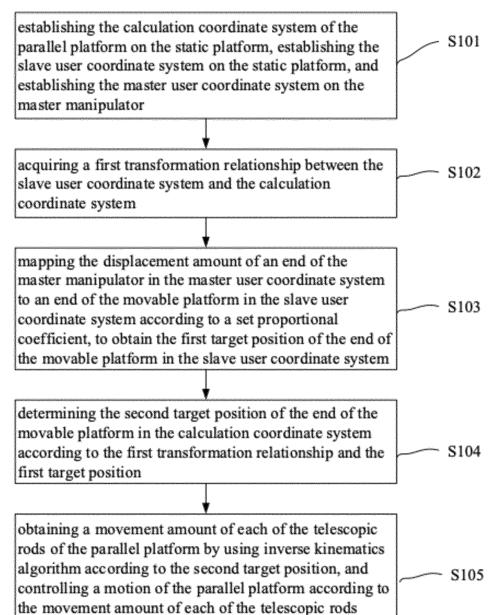 establishing the calculation coordinate system of the
parallel platform on the static platform, establishing the
slave user coordinate system on the static platform, and
establishing the master user coordinate system on the
master manipulator
S101
acquiring a first transformation relationship between the
slave user coordinate system and the calculation
coordinate system
S102
mapping the displacement amount of an end of the
master manipulator in the master user coordinate system
to an end of the movable platform in the slave user
coordinate system according to a set proportional
coefficient, to obtain the first target position of the end of
the movable platform in the slave user coordinate system
S103
determining the second target position of the end of the
movable platform in the calculation coordinate system
according to the first transformation relationship and the
first target position
S104
obtaining a movement amount of each of the telescopic
rods of the parallel platform by using inverse kinematics
algorithm according to the second target position, and
controlling a motion of the parallel platform according to
the movement amount of each of the telescopic rods
S105